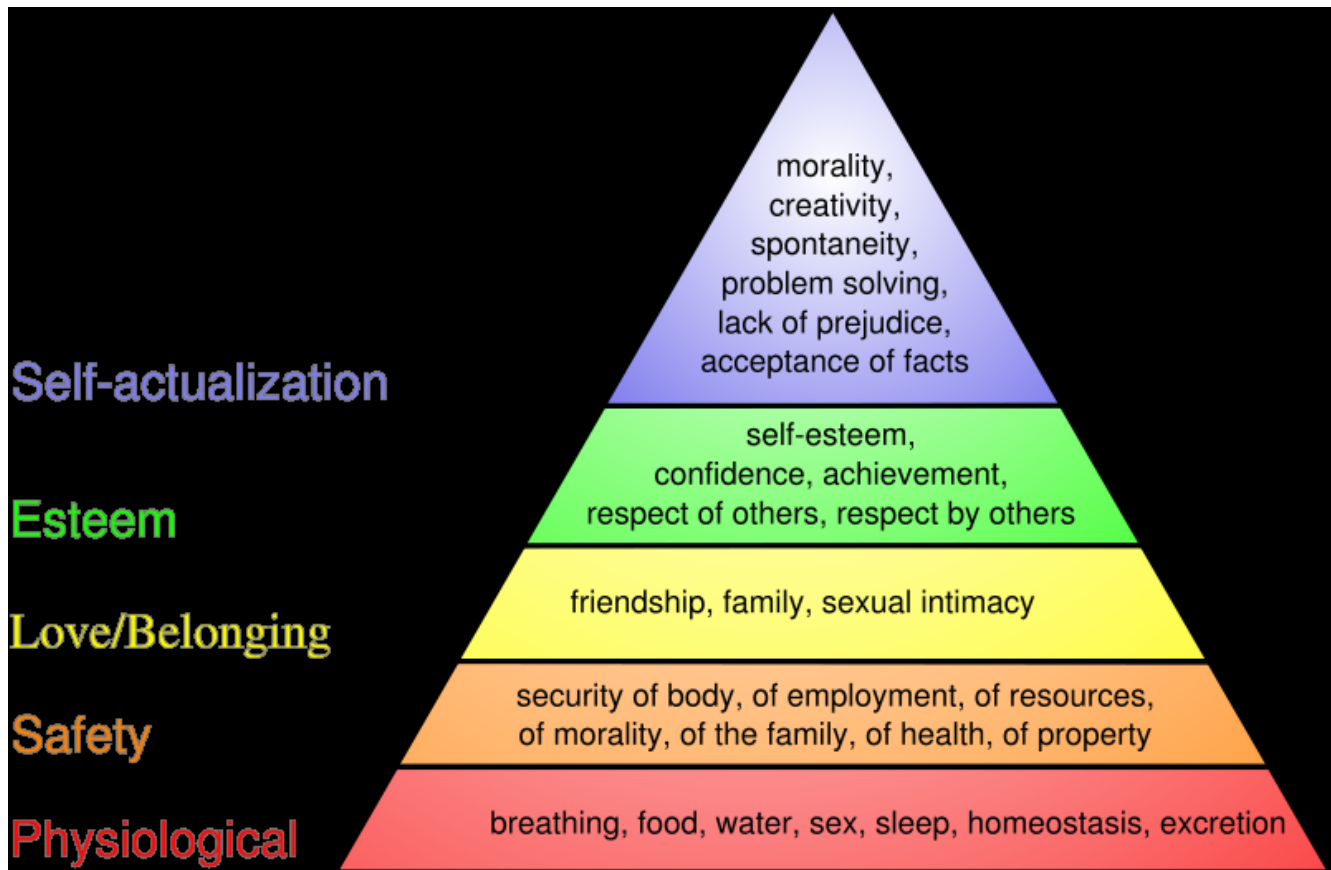 morality,
creativity,
spontaneity,
problem solving,
lack of prejudice,
acceptance of facts
Self-actualization
self-esteem,
confidence, achievement,
respect of others, respect by others
Esteem
friendship, family, sexual intimacy
Love/Belonging
security of body, of employment, of resources,
of morality, of the family, of health, of property
Safety
breathing, food, water, sex, sleep, homeostasis, excretion
Physiological